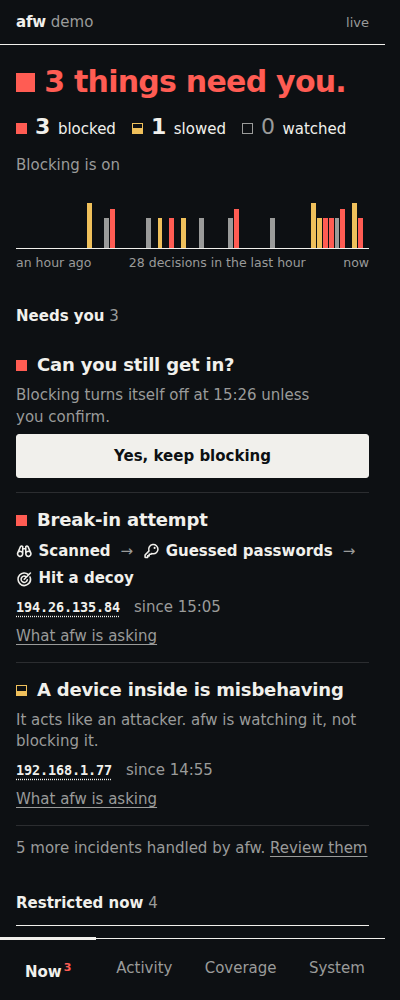 afw demo live
3 things need you.
3 blocked 1 slowed 0 watched
Blocking is on
an hour ago 28 decisions in the last hour now
Needs you 3
Can you still get in?
Blocking turns itself off at 15:26 unless
you confirm.
Yes, keep blocking
Break-in attempt
Scanned → Guessed passwords →
Hit a decoy
194.26.135.84 since 15:05
What afw is asking
A device inside is misbehaving
It acts like an attacker. afw is watching it, not
blocking it.
192.168.1.77 since 14:55
What afw is asking
5 more incidents handled by afw. Review them
Restricted now 4
Now 3 Activity Coverage System